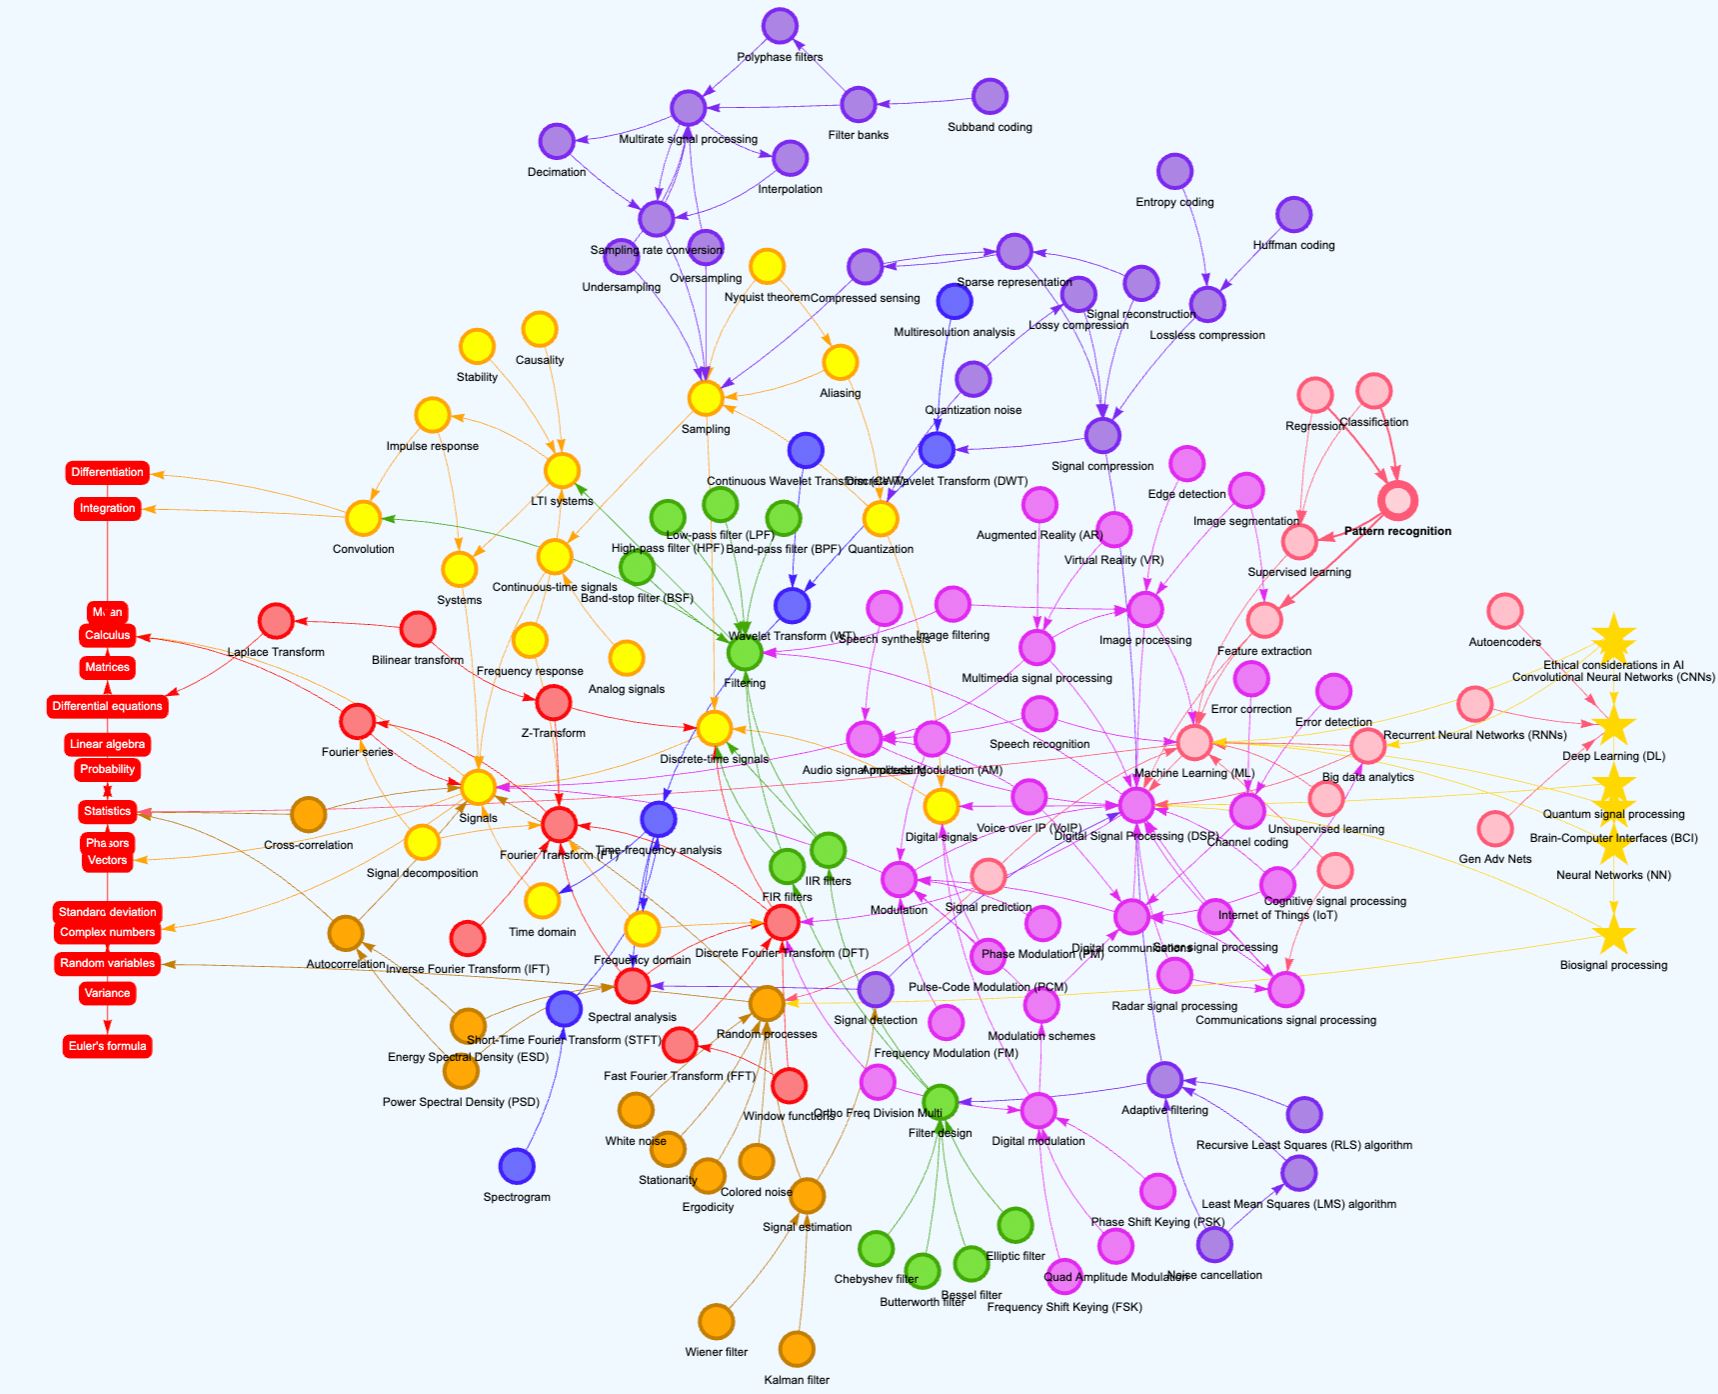 Polyphase filters
Multirate signal processing
Filter banks
Subband coding
Decimation
Interpolation
Entropy coding
Huffman coding
Sampling rate conversion
Undersampling
Oversampling
Nyquist theorem
Compressed sensing
Sparse representation
Signal reconstruction
Lossy compression
Multiresolution analysis
Lossless compression
Causality
Stability
Aliasing
Quantization noise
Impulse response
Sampling
Regression
Classification
Signal compression
Differentiation
Integration
LTI systems
Continuous Wavelet Transform (CWT)
Discrete Wavelet Transform (DWT)
Edge detection
Image segmentation
Pattern recognition
Convolution
Low-pass filter (LPF)
High-pass filter (HPF)
Band-pass filter (BPF)
Quantization
Augmented Reality (AR)
Virtual Reality (VR)
Supervised learning
Systems
Continuous-time signals
Band-stop filter (BSF)
Mean
Calculus
Matrices
Differential equations
Linear algebra
Probability
Statistics
Phasors
Vectors
Standard deviation
Complex numbers
Random variables
Variance
Euler's formula
Laplace Transform
Bilinear transform
Frequency response
Analog signals
Wavelet Transform (WT)
Speech synthesis
Image filtering
Image processing
Feature extraction
Autoencoders
Ethical considerations in AI
Convolutional Neural Networks (CNNs)
Filtering
Multimedia signal processing
Error correction
Error detection
Recurrent Neural Networks (RNNs)
Deep Learning (DL)
Fourier series
Z-Transform
Discrete-time signals
Audio signal processing
Amplitude Modulation (AM)
Speech recognition
Machine Learning (ML)
Big data analytics
Signals
Cross-correlation
Signal decomposition
Fourier Transform (FT)
Time-frequency analysis
Digital signals
Voice over IP (VoIP)
Digital Signal Processing (DSP)
Channel coding
Unsupervised learning
Quantum signal processing
Brain-Computer Interfaces (BCI)
Gen Adv Nets
Neural Networks (NN)
IIR filters
FIR filters
Modulation
Signal prediction
Cognitive signal processing
Internet of Things (IoT)
Time domain
Autocorrelation
Inverse Fourier Transform (IFT)
Frequency domain
Discrete Fourier Transform (DFT)
Phase Modulation (PM)
Digital communications
Sonar signal processing
Biosignal processing
Pulse-Code Modulation (PCM)
Radar signal processing
Communications signal processing
Spectral analysis
Random processes
Signal detection
Modulation schemes
Short-Time Fourier Transform (STFT)
Energy Spectral Density (ESD)
Frequency Modulation (FM)
Fast Fourier Transform (FFT)
Power Spectral Density (PSD)
Window functions
Ortho Freq Division Multi
Filter design
Digital modulation
Adaptive filtering
White noise
Recursive Least Squares (RLS) algorithm
Spectrogram
Stationarity
Ergodicity
Colored noise
Signal estimation
Least Mean Squares (LMS) algorithm
Phase Shift Keying (PSK)
Elliptic filter
Chebyshev filter
Butterworth filter
Bessel filter
Quad Amplitude Modulation
Noise cancellation
Frequency Shift Keying (FSK)
Wiener filter
Kalman filter